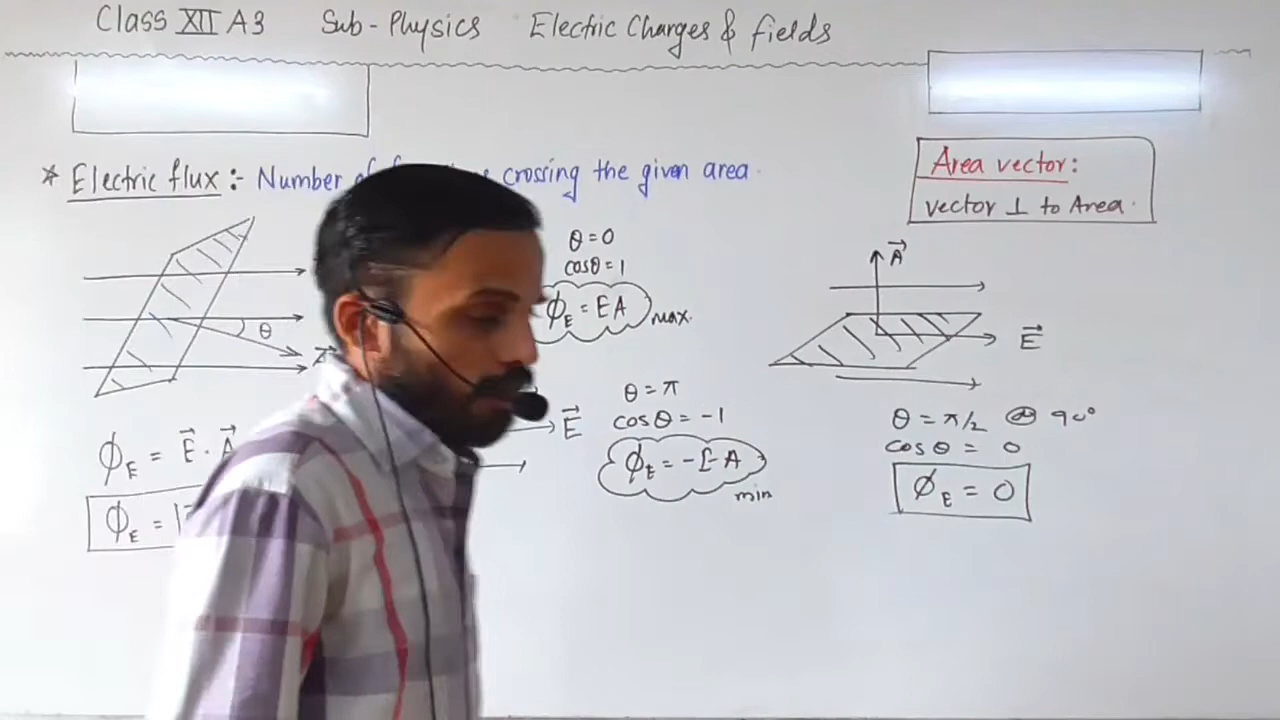 Class XII A3 Sub-Physics Electric Charges & fields
* Electric flux :- Number crossing the given area.
Area vector:
vector ⊥ to Area.
θ = 0
cosθ = 1
ϕE = EA max.
θ
θ = π
cosθ = -1
E⃗
ϕE = -E A
min
A⃗
E⃗
θ = π/2 @ 90°
cosθ = 0
ϕE = 0
ϕE = E⃗ · A⃗
ϕE =